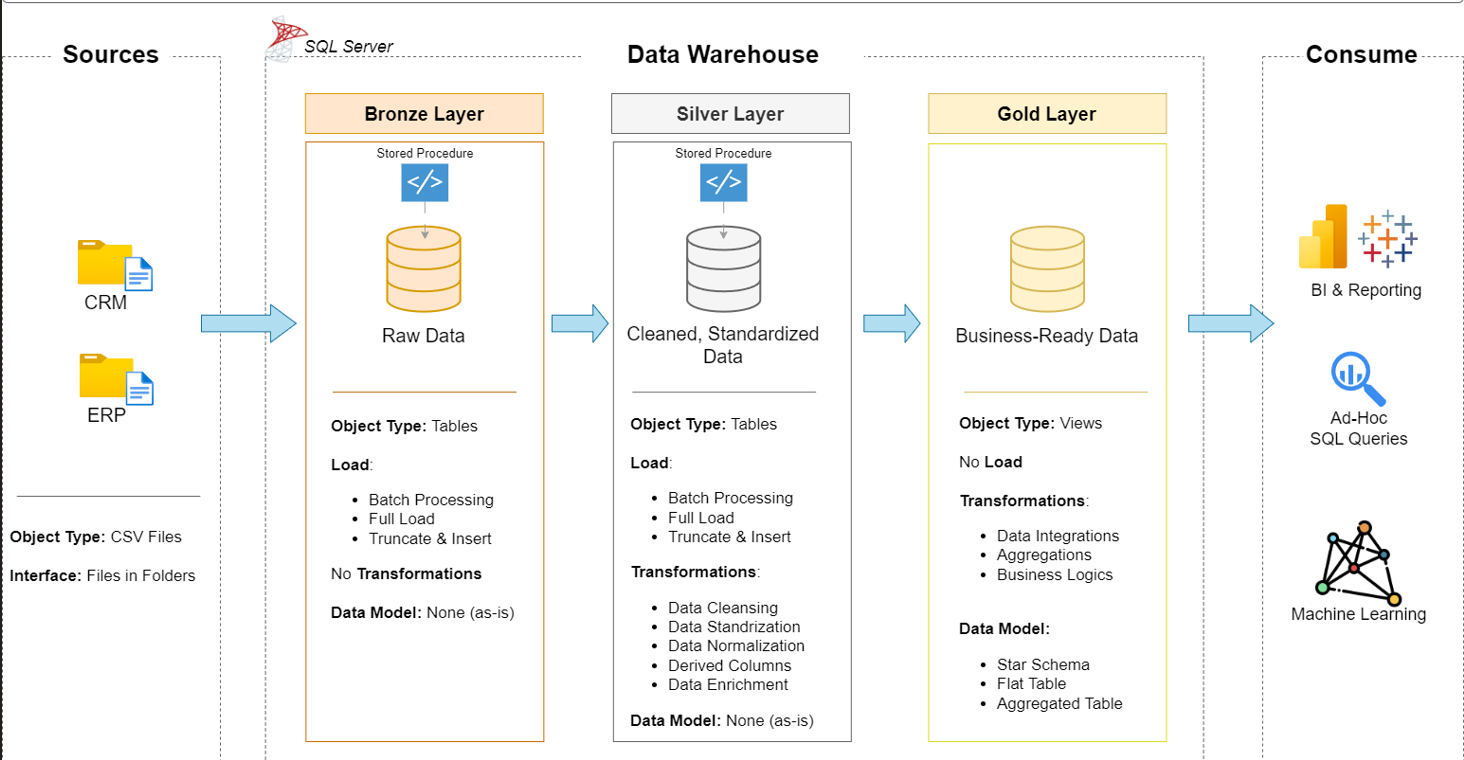 Sources
CRM
ERP
Object Type: CSV Files
Interface: Files in Folders
SQL Server
Data Warehouse
Bronze Layer
Stored Procedure
</>
Raw Data
Object Type: Tables
Load:
• Batch Processing
• Full Load
• Truncate & Insert
No Transformations
Data Model: None (as-is)
Silver Layer
Stored Procedure
</>
Cleaned, Standardized
Data
Object Type: Tables
Load:
• Batch Processing
• Full Load
• Truncate & Insert
Transformations:
• Data Cleansing
• Data Standrization
• Data Normalization
• Derived Columns
• Data Enrichment
Data Model: None (as-is)
Gold Layer
Business-Ready Data
Object Type: Views
No Load
Transformations:
• Data Integrations
• Aggregations
• Business Logics
Data Model:
• Star Schema
• Flat Table
• Aggregated Table
Consume
BI & Reporting
Ad-Hoc
SQL Queries
Machine Learning